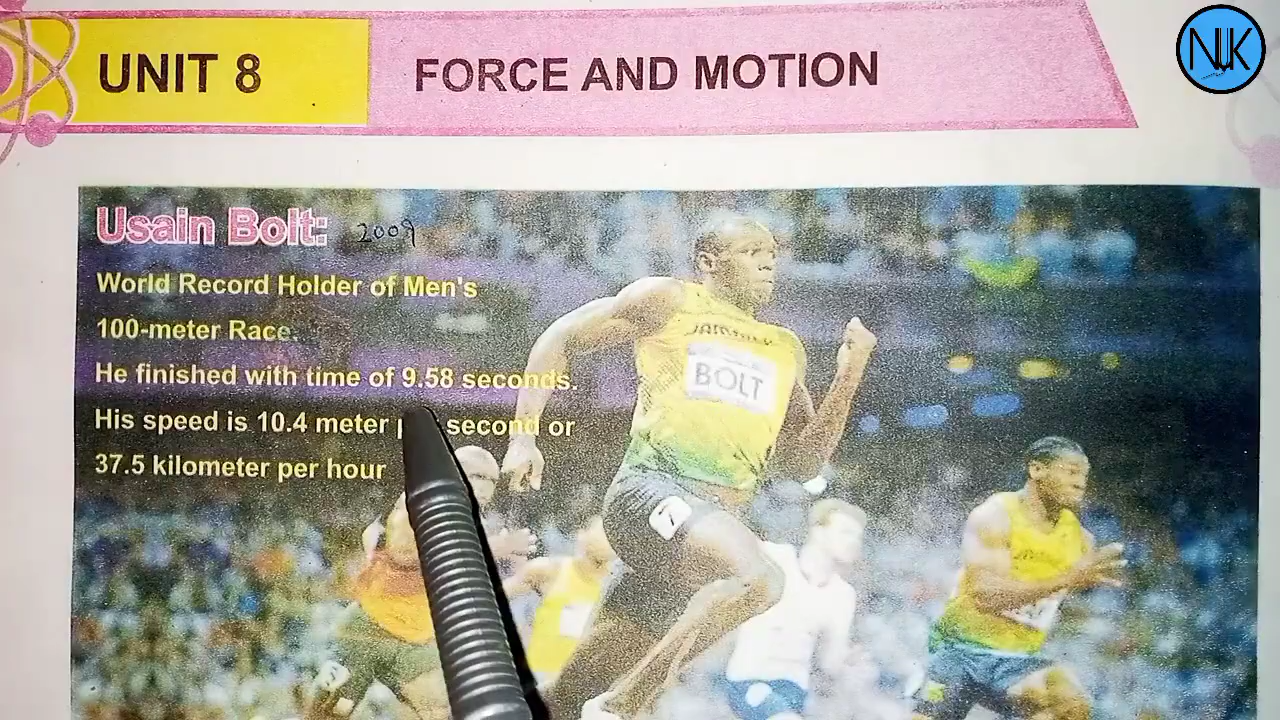 UNIT 8
FORCE AND MOTION
NUK
Usain Bolt: 2009
World Record Holder of Men's
100-meter Race.
He finished with time of 9.58 seconds.
His speed is 10.4 meter second or
37.5 kilometer per hour
BOLT